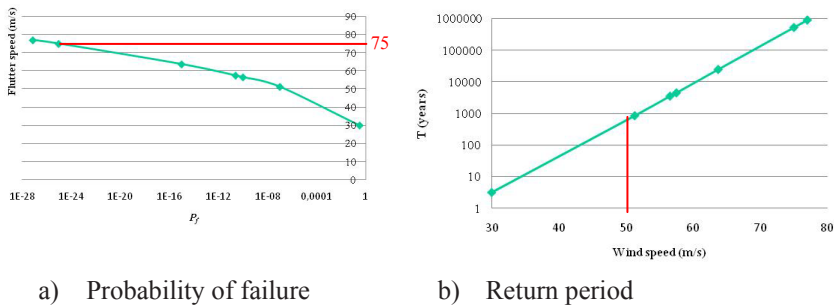 Flutter speed (m/s)
90
80
75
70
60
50
40
30
20
10
0
1E-28 1E-24 1E-20 1E-16 1E-12 1E-08 0,0001 1
Pf
T (years)
1000000
100000
10000
1000
100
10
1
30 40 50 60 70 80
Wind speed (m/s)
a) Probability of failure b) Return period